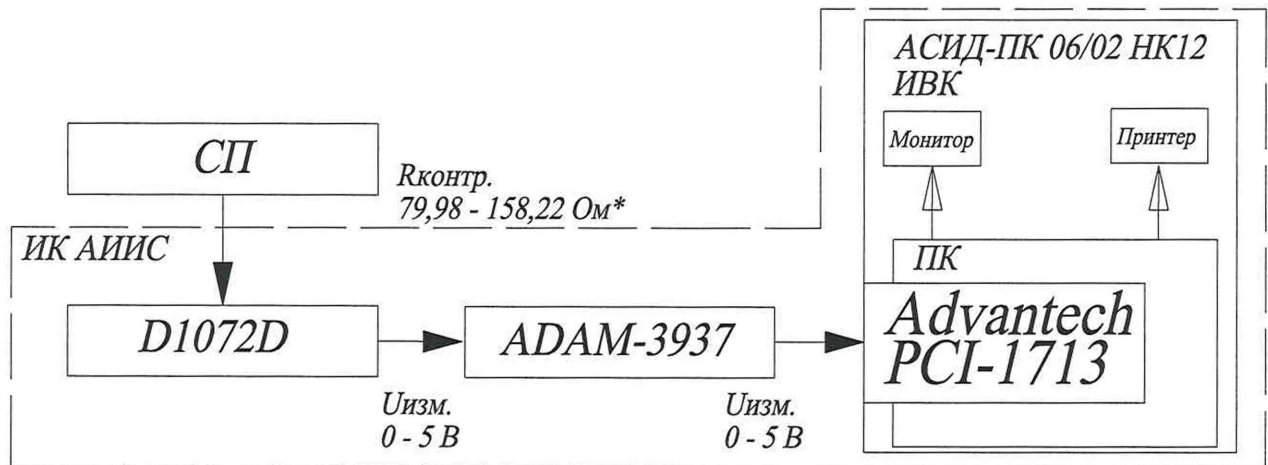 АСИД-ПК 06/02 НК12
ИВК
Монитор
Принтер
СП
Rконтр.
79,98 - 158,22 Ом*
ИК АИИС
ПК
D1072D
ADAM-3937
Advantech
PCI-1713
Uизм.
0 - 5 В
Uизм.
0 - 5 В